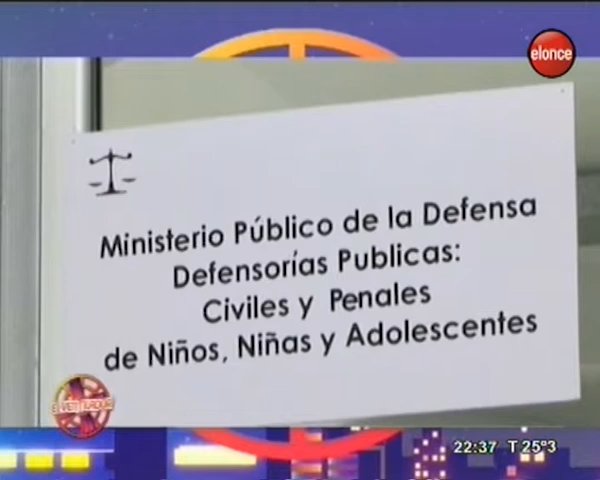 elonce
Ministerio Público de la Defensa
Defensorías Publicas:
Civiles y Penales
de Niños, Niñas y Adolescentes
22:37 T 25°3